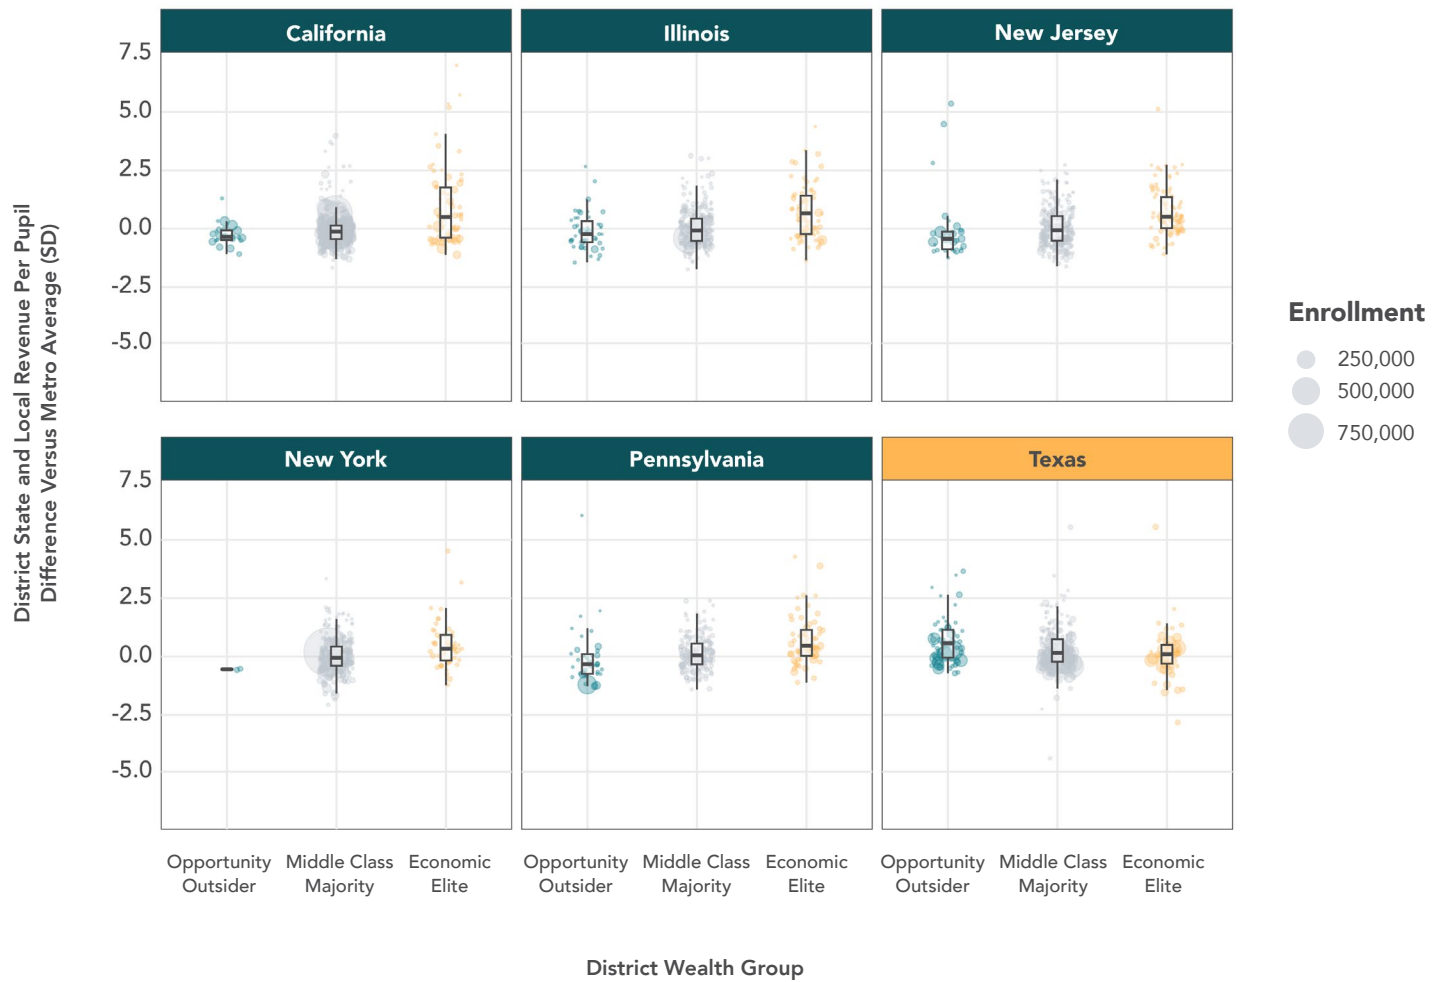 California
Illinois
New Jersey
7.5
5.0
2.5
0.0
-2.5
-5.0
District State and Local Revenue Per Pupil
Difference Versus Metro Average (SD)
Enrollment
250,000
500,000
750,000
New York
Pennsylvania
Texas
7.5
5.0
2.5
0.0
-2.5
-5.0
Opportunity
Outsider
Middle Class
Majority
Economic
Elite
Opportunity
Outsider
Middle Class
Majority
Economic
Elite
Opportunity
Outsider
Middle Class
Majority
Economic
Elite
District Wealth Group